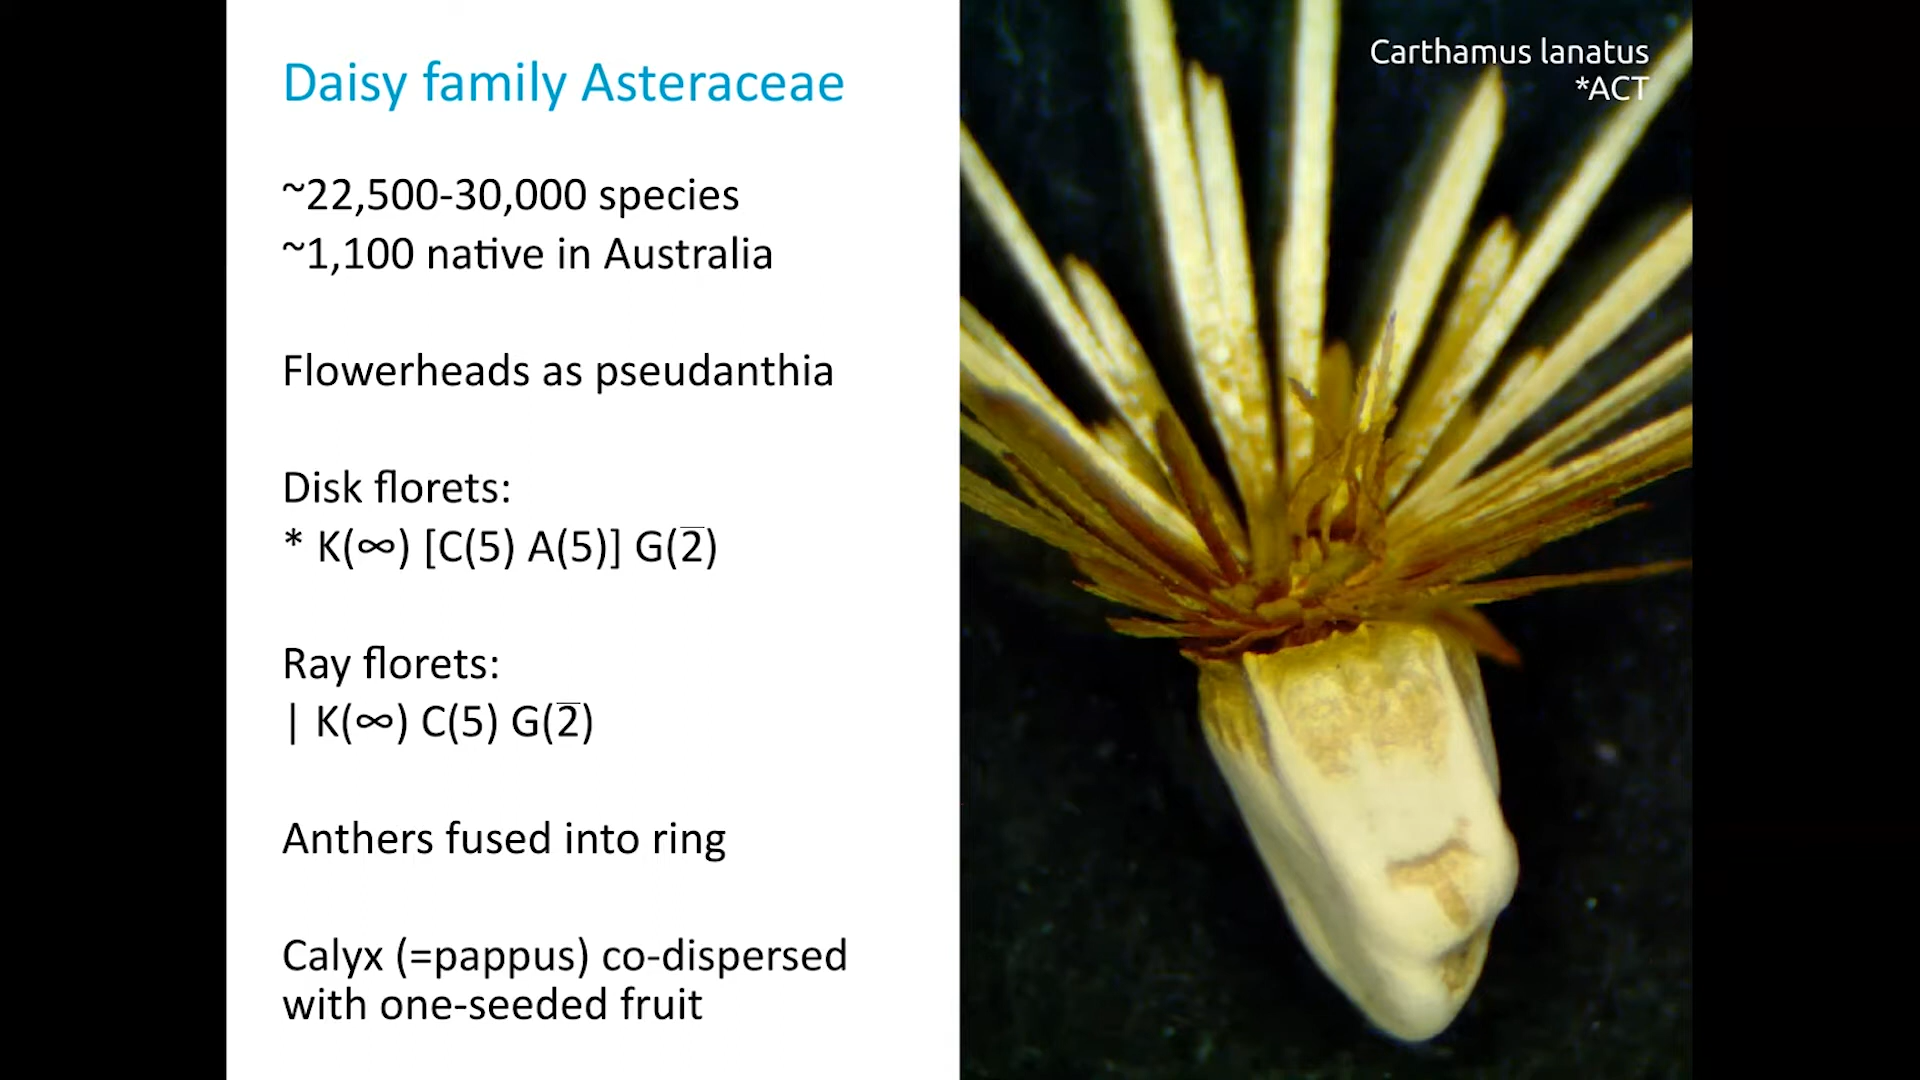 Daisy family Asteraceae
~22,500-30,000 species
~1,100 native in Australia
Flowerheads as pseudanthia
Disk florets:
* K(∞) [C(5) A(5)] G(2̅)
Ray florets:
| K(∞) C(5) G(2̅)
Anthers fused into ring
Calyx (=pappus) co-dispersed
with one-seeded fruit
Carthamus lanatus
*ACT